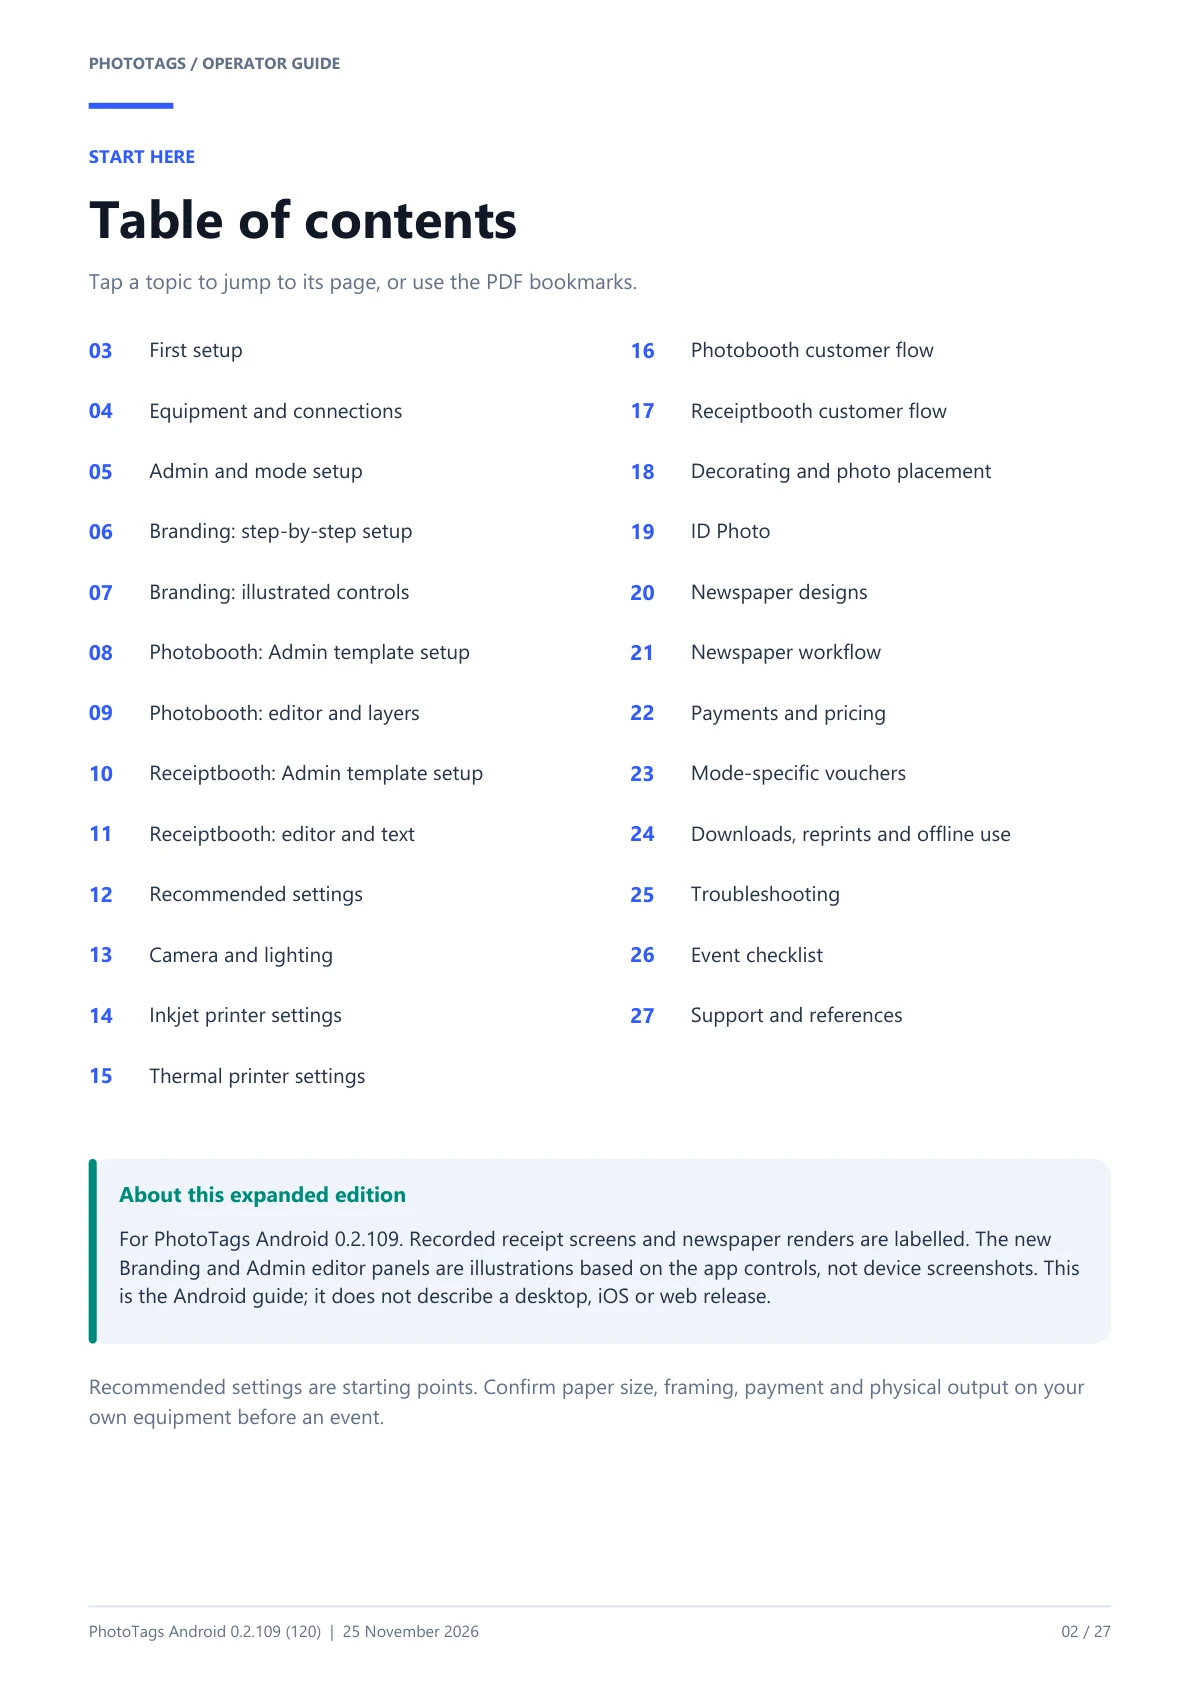 PHOTOTAGS / OPERATOR GUIDE
START HERE
Table of contents
Tap a topic to jump to its page, or use the PDF bookmarks.
03 First setup
04 Equipment and connections
05 Admin and mode setup
06 Branding: step-by-step setup
07 Branding: illustrated controls
08 Photobooth: Admin template setup
09 Photobooth: editor and layers
10 Receiptbooth: Admin template setup
11 Receiptbooth: editor and text
12 Recommended settings
13 Camera and lighting
14 Inkjet printer settings
15 Thermal printer settings
16 Photobooth customer flow
17 Receiptbooth customer flow
18 Decorating and photo placement
19 ID Photo
20 Newspaper designs
21 Newspaper workflow
22 Payments and pricing
23 Mode-specific vouchers
24 Downloads, reprints and offline use
25 Troubleshooting
26 Event checklist
27 Support and references
About this expanded edition
For PhotoTags Android 0.2.109. Recorded receipt screens and newspaper renders are labelled. The new
Branding and Admin editor panels are illustrations based on the app controls, not device screenshots. This
is the Android guide; it does not describe a desktop, iOS or web release.
Recommended settings are starting points. Confirm paper size, framing, payment and physical output on your
own equipment before an event.
PhotoTags Android 0.2.109 (120) | 25 November 2026
02 / 27